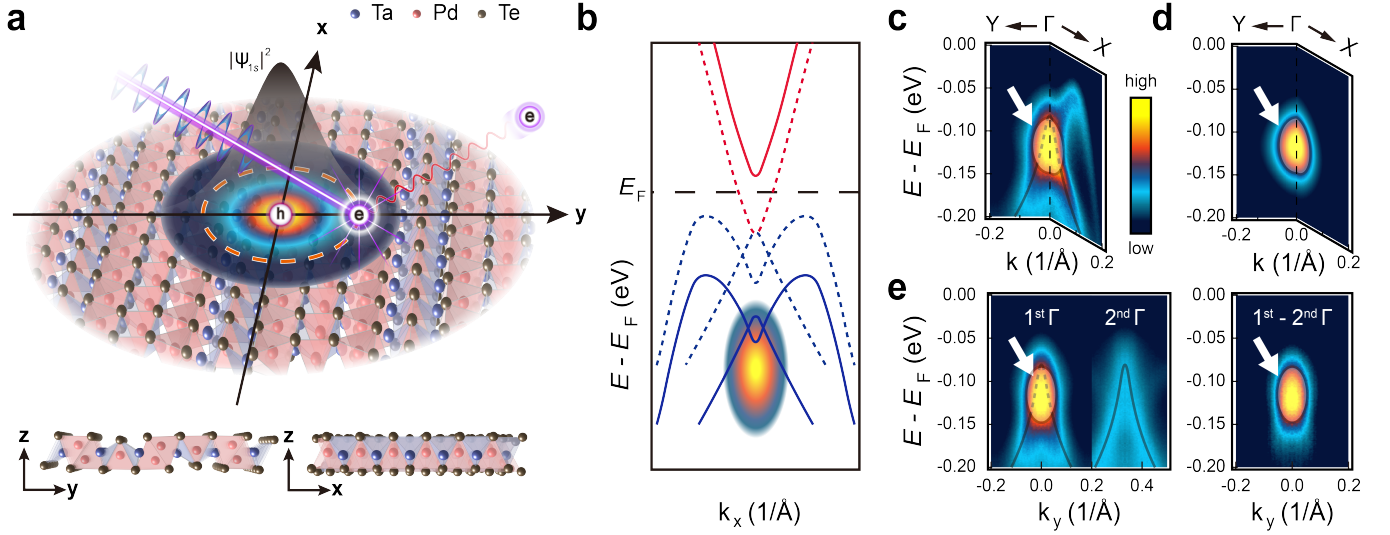 a
Ta Pd Te
x
|Ψ1s|²
e
h
e
y
z
y
z
x
b
EF
E - EF (eV)
kx (1/Å)
c
Y Γ X
0.00
-0.05
-0.10
-0.15
-0.20
E - EF (eV)
0.0
0.2
k (1/Å)
high
low
d
Y Γ X
0.00
-0.05
-0.10
-0.15
-0.20
0.0
0.2
k (1/Å)
e
1st Γ 2nd Γ
0.00
-0.05
-0.10
-0.15
-0.20
E - EF (eV)
-0.2 0.0 0.2 0.4
ky (1/Å)
1st - 2nd Γ
0.00
-0.05
-0.10
-0.15
-0.20
-0.2 0.0 0.2
ky (1/Å)